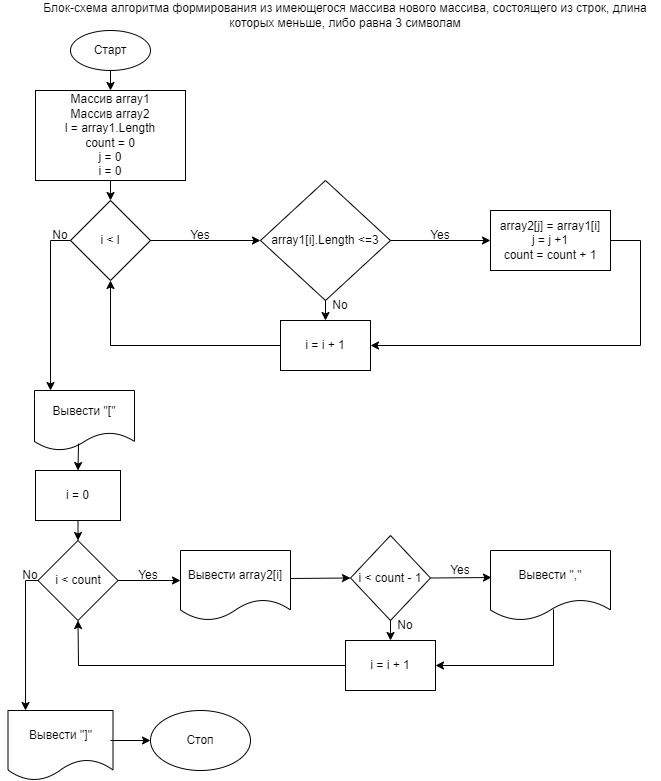 Блок-схема алгоритма формирования из имеющегося массива нового массива, состоящего из строк, длина
которых меньше, либо равна 3 символам
Старт
Массив array1
Массив array2
l = array1.Length
count = 0
j = 0
i = 0
No
i < l
Yes
array1[i].Length <=3
Yes
array2[j] = array1[i]
j = j +1
count = count + 1
No
i = i + 1
Вывести "["
i = 0
No
i < count
Yes
Вывести array2[i]
i < count - 1
Yes
Вывести ","
No
i = i + 1
Вывести "]"
Стоп